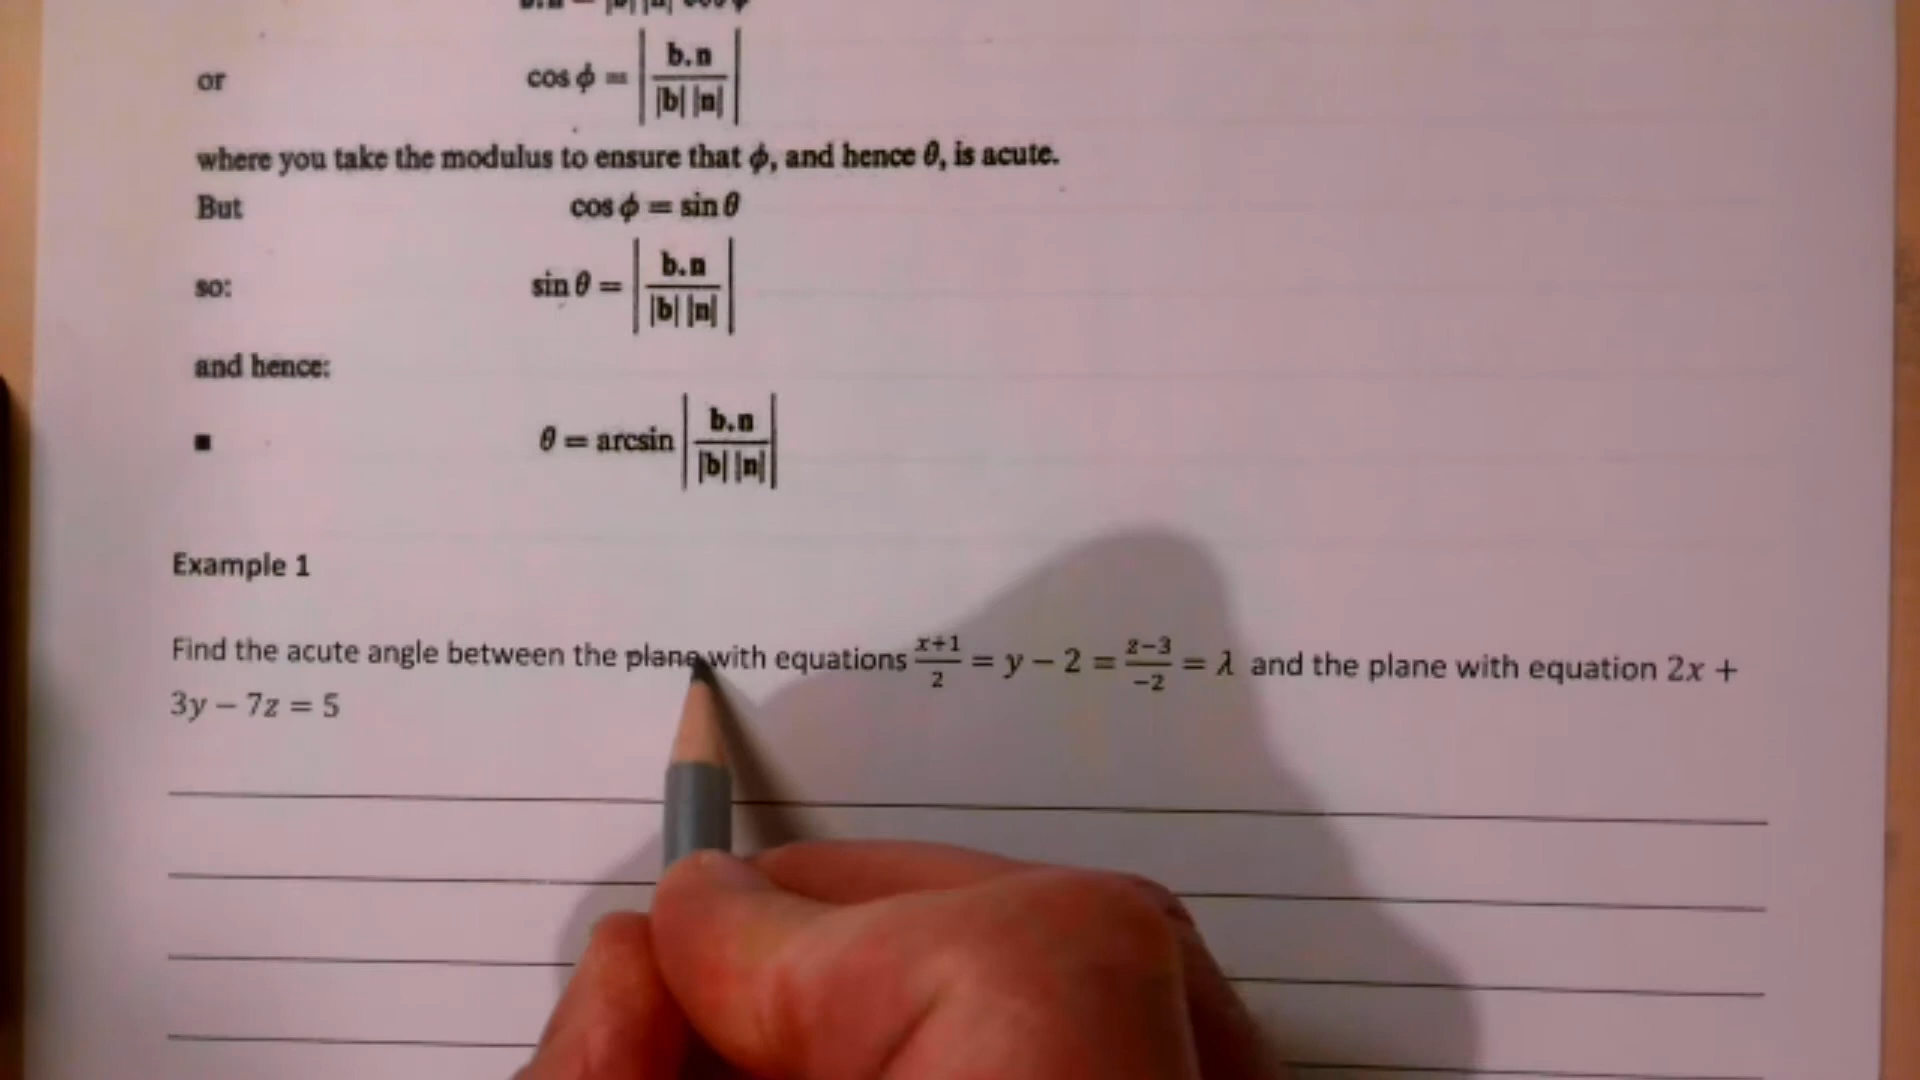 or cos ϕ = | b.n / |b| |n| |
where you take the modulus to ensure that ϕ, and hence θ, is acute.
But cos ϕ = sin θ
so: sin θ = | b.n / |b| |n| |
and hence:
■ θ = arcsin | b.n / |b| |n| |
Example 1
Find the acute angle between the plane with equations (x+1)/2 = y − 2 = (z−3)/−2 = λ and the plane with equation 2x +
3y − 7z = 5